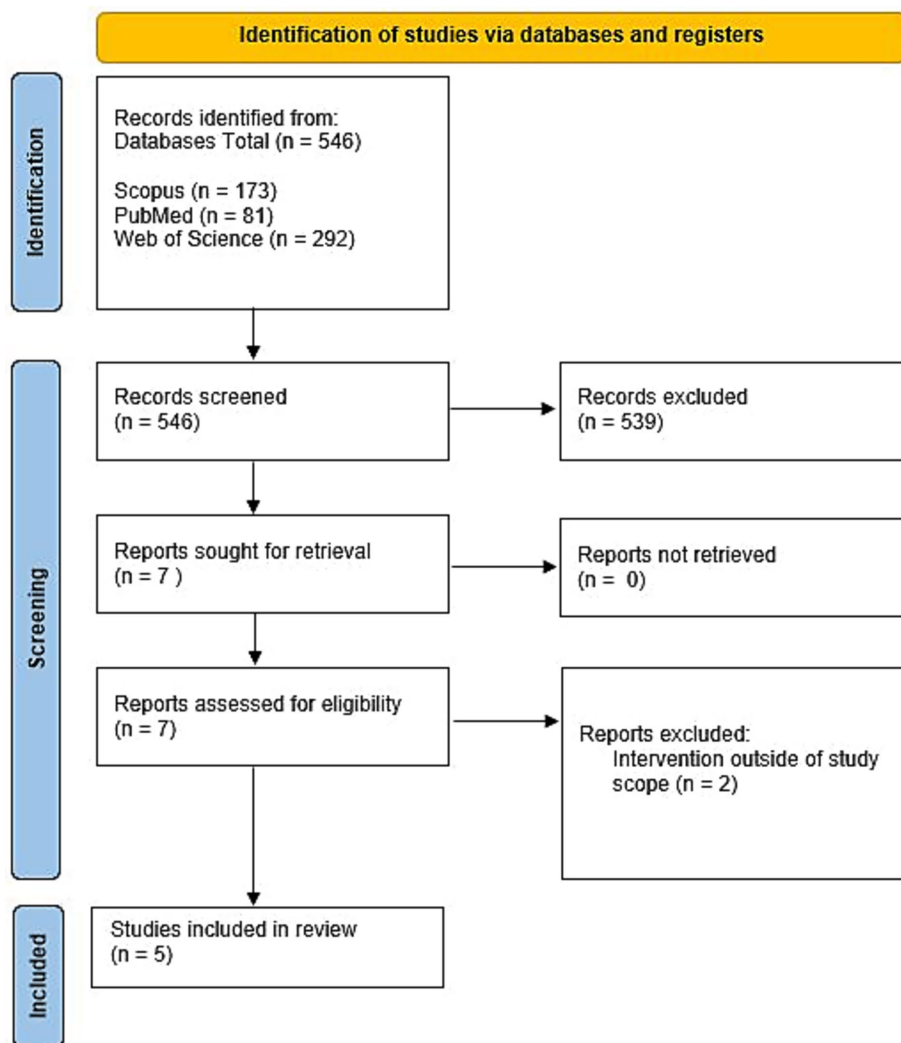 Identification of studies via databases and registers
Identification
Records identified from:
Databases Total (n = 546)
Scopus (n = 173)
PubMed (n = 81)
Web of Science (n = 292)
Screening
Records screened
(n = 546)
Records excluded
(n = 539)
Reports sought for retrieval
(n = 7 )
Reports not retrieved
(n =  0)
Reports assessed for eligibility
(n = 7)
Reports excluded:
Intervention outside of study
scope (n = 2)
Included
Studies included in review
(n = 5)